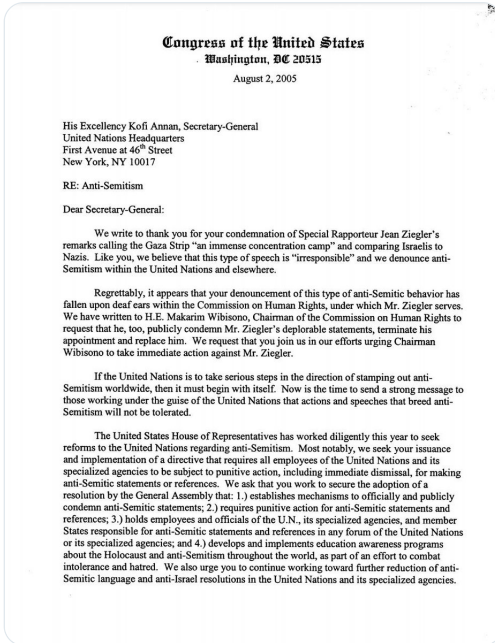 Congress of the United States
Washington, DC 20515
August 2, 2005
His Excellency Kofi Annan, Secretary-General
United Nations Headquarters
First Avenue at 46th Street
New York, NY 10017
RE: Anti-Semitism
Dear Secretary-General:
We write to thank you for your condemnation of Special Rapporteur Jean Ziegler's
remarks calling the Gaza Strip "an immense concentration camp" and comparing Israelis to
Nazis. Like you, we believe that this type of speech is "irresponsible" and we denounce anti-
Semitism within the United Nations and elsewhere.
Regrettably, it appears that your denouncement of this type of anti-Semitic behavior has
fallen upon deaf ears within the Commission on Human Rights, under which Mr. Ziegler serves.
We have written to H.E. Makarim Wibisono, Chairman of the Commission on Human Rights to
request that he, too, publicly condemn Mr. Ziegler's deplorable statements, terminate his
appointment and replace him. We request that you join us in our efforts urging Chairman
Wibisono to take immediate action against Mr. Ziegler.
If the United Nations is to take serious steps in the direction of stamping out anti-
Semitism worldwide, then it must begin with itself. Now is the time to send a strong message to
those working under the guise of the United Nations that actions and speeches that breed anti-
Semitism will not be tolerated.
The United States House of Representatives has worked diligently this year to seek
reforms to the United Nations regarding anti-Semitism. Most notably, we seek your issuance
and implementation of a directive that requires all employees of the United Nations and its
specialized agencies to be subject to punitive action, including immediate dismissal, for making
anti-Semitic statements or references. We ask that you work to secure the adoption of a
resolution by the General Assembly that: 1.) establishes mechanisms to officially and publicly
condemn anti-Semitic statements; 2.) requires punitive action for anti-Semitic statements and
references; 3.) holds employees and officials of the U.N., its specialized agencies, and member
States responsible for anti-Semitic statements and references in any forum of the United Nations
or its specialized agencies; and 4.) develops and implements education awareness programs
about the Holocaust and anti-Semitism throughout the world, as part of an effort to combat
intolerance and hatred. We also urge you to continue working toward further reduction of anti-
Semitic language and anti-Israel resolutions in the United Nations and its specialized agencies.